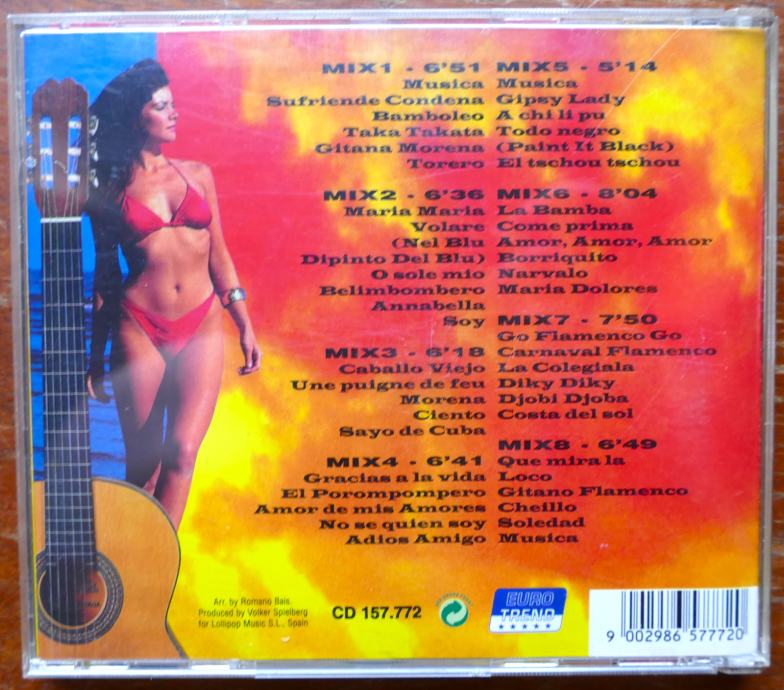 MIX1 - 6'51
Musica
Sufriende Condena
Bamboleo
Taka Takata
Gitana Morena
Torero
MIX2 - 6'36
Maria Maria
Volare
(Nel Blu
Dipinto Del Blu)
O sole mio
Belimbombero
Annabella
Soy
MIX3 - 6'18
Caballo Viejo
Une puigne de feu
Morena
Ciento
Sayo de Cuba
MIX4 - 6'41
Gracias a la vida
El Porompompero
Amor de mis Amores
No se quien soy
Adios Amigo
MIX5 - 5'14
Musica
Gipsy Lady
A chi li pu
Todo negro
(Paint It Black)
El tschou tschou
MIX6 - 8'04
La Bamba
Come prima
Amor, Amor, Amor
Borriquito
Narvalo
Maria Dolores
MIX7 - 7'50
Go Flamenco Go
Carnaval Flamenco
La Colegiala
Diky Diky
Djobi Djoba
Costa del sol
MIX8 - 6'49
Que mira la
Loco
Gitano Flamenco
Cheillo
Soledad
Musica
Arr. by Romano Bais.
Produced by Volker Spielberg
for Lollipop Music S.L., Spain
CD 157.772
EURO
TREND
9 002986 577720